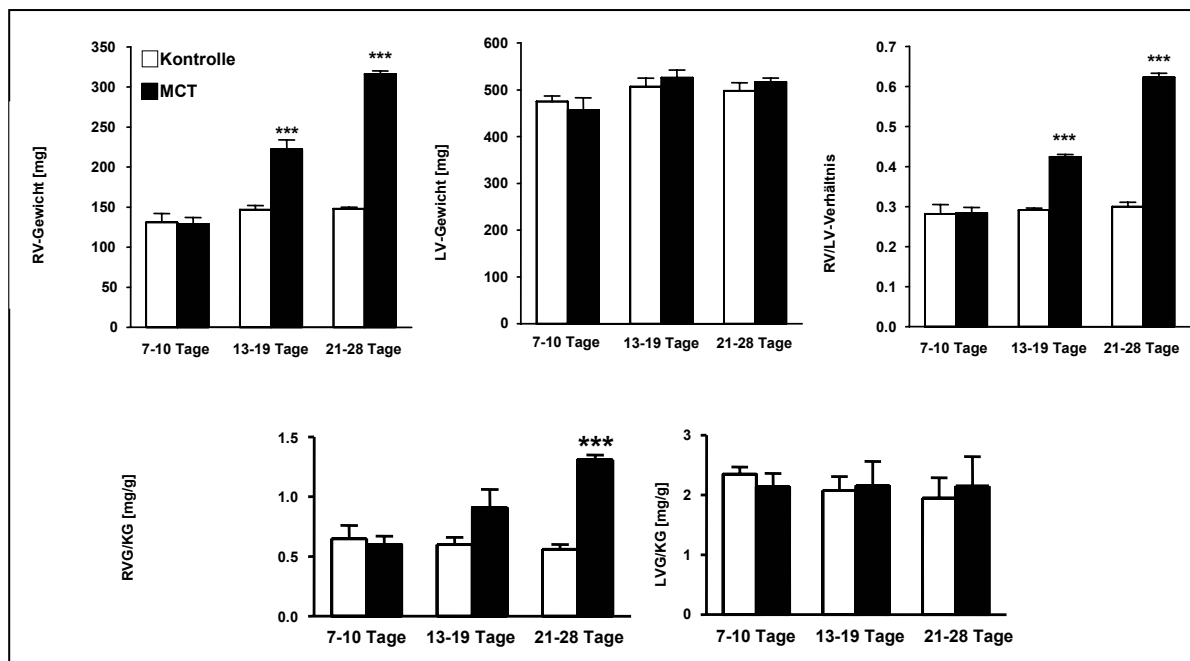 Kontrolle
MCT
RV-Gewicht [mg]
350
300
250
200
150
100
50
0
***
***
7-10 Tage
13-19 Tage
21-28 Tage
LV-Gewicht [mg]
600
500
400
300
200
100
0
7-10 Tage
13-19 Tage
21-28 Tage
RV/LV-Verhältnis
0.7
0.6
0.5
0.4
0.3
0.2
0.1
0.0
***
***
7-10 Tage
13-19 Tage
21-28 Tage
RVG/KG [mg/g]
1.5
1.0
0.5
0.0
***
7-10 Tage
13-19 Tage
21-28 Tage
LVG/KG [mg/g]
3
2
1
0
7-10 Tage
13-19 Tage
21-28 Tage